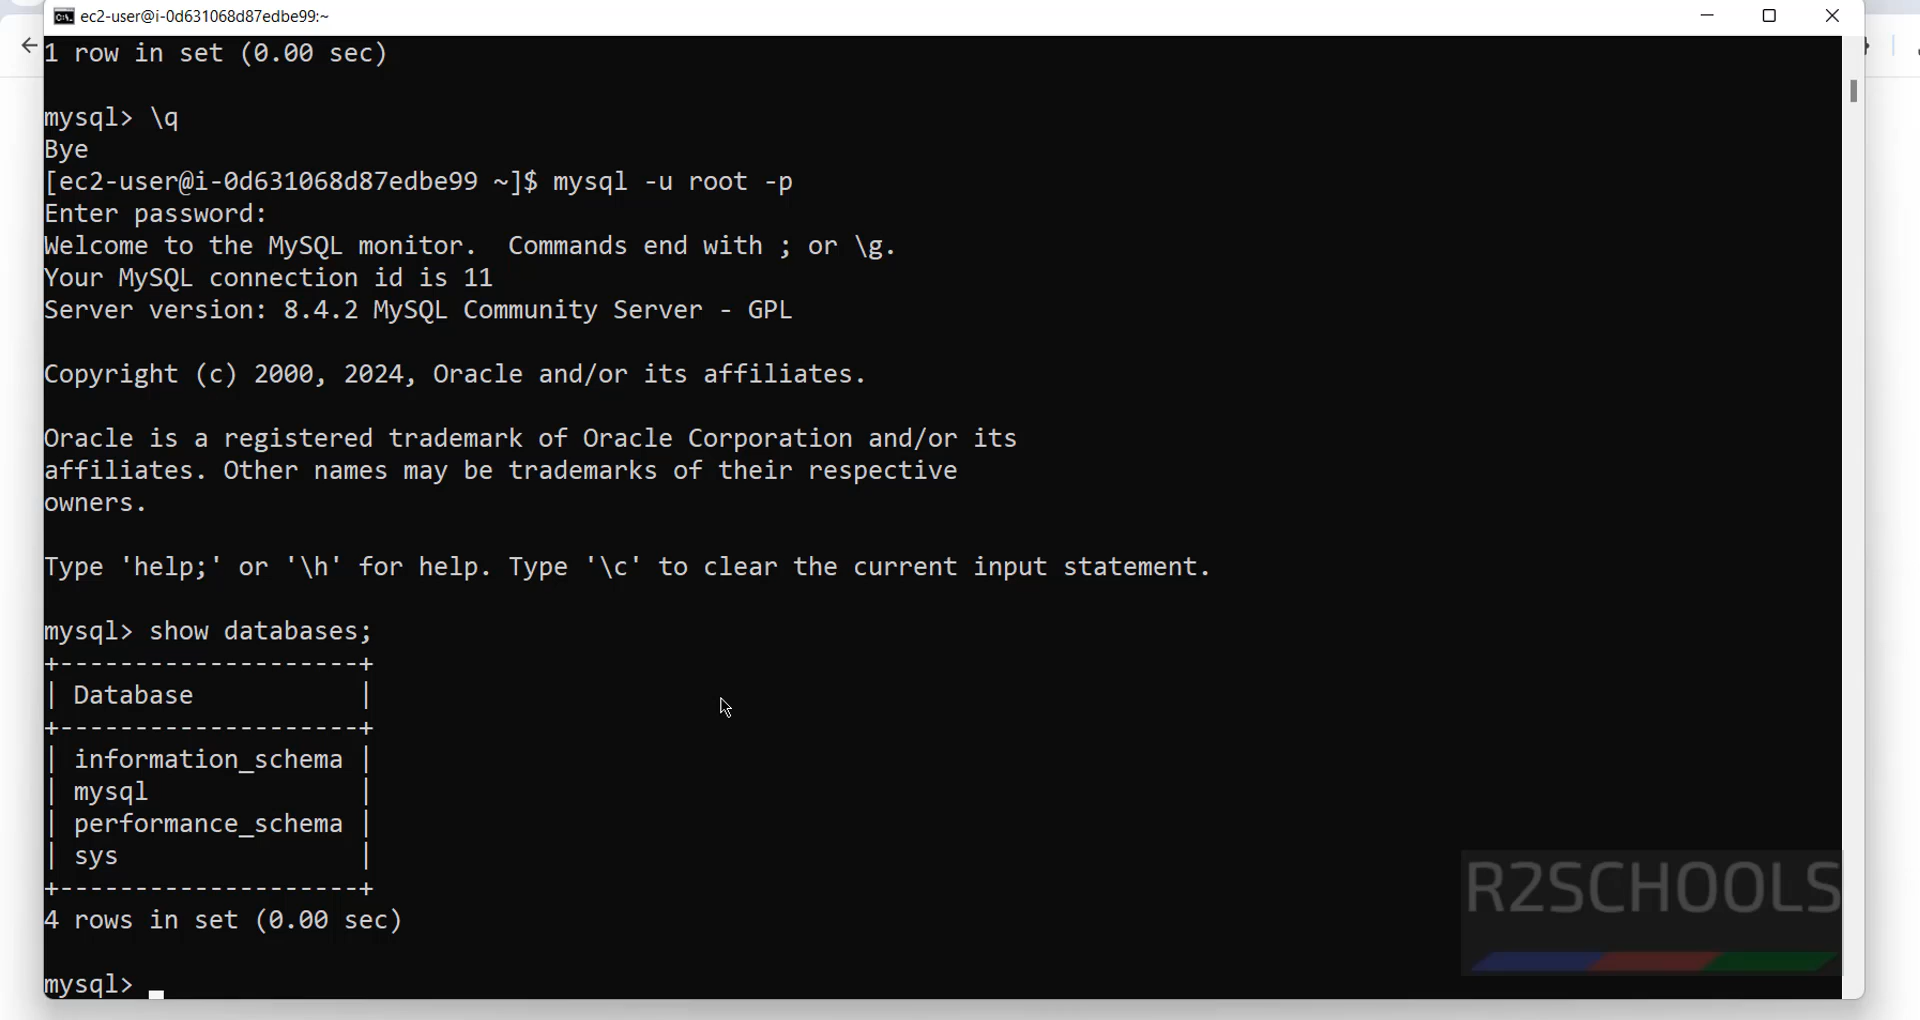 ec2-user@i-0d631068d87edbe99:~
1 row in set (0.00 sec)
mysql> \q
Bye
[ec2-user@i-0d631068d87edbe99 ~]$ mysql -u root -p
Enter password:
Welcome to the MySQL monitor.  Commands end with ; or \g.
Your MySQL connection id is 11
Server version: 8.4.2 MySQL Community Server - GPL
Copyright (c) 2000, 2024, Oracle and/or its affiliates.
Oracle is a registered trademark of Oracle Corporation and/or its
affiliates. Other names may be trademarks of their respective
owners.
Type 'help;' or '\h' for help. Type '\c' to clear the current input statement.
mysql> show databases;
+--------------------+
| Database           |
+--------------------+
| information_schema |
| mysql              |
| performance_schema |
| sys                |
+--------------------+
4 rows in set (0.00 sec)
mysql>
R2SCHOOLS